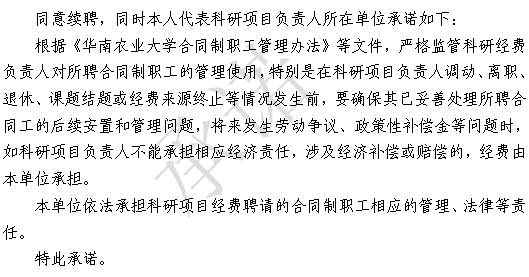 同意续聘，同时本人代表科研项目负责人所在单位承诺如下：
根据《华南农业大学合同制职工管理办法》等文件，严格监管科研经费
负责人对所聘合同制职工的管理使用，特别是在科研项目负责人调动、离职、
退休、课题结题或经费来源终止等情况发生前，要确保其已妥善处理所聘合
同工的后续安置和管理问题，将来发生劳动争议、政策性补偿金等问题时，
如科研项目负责人不能承担相应经济责任，涉及经济补偿或赔偿的，经费由
本单位承担。
本单位依法承担科研项目经费聘请的合同制职工相应的管理、法律等责
任。
特此承诺。
承诺